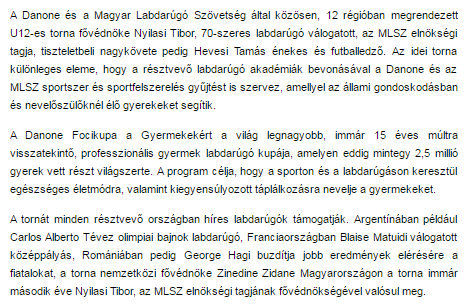 A Danone és a Magyar Labdarúgó Szövetség által közösen, 12 régióban megrendezett
U12-es torna fővédnöke Nyilasi Tibor, 70-szeres labdarúgó válogatott, az MLSZ elnökségi
tagja, tiszteletbeli nagykövete pedig Hevesi Tamás énekes és futballedző. Az idei torna
különleges eleme, hogy a résztvevő labdarúgó akadémiák bevonásával a Danone és az
MLSZ sportszer és sportfelszerelés gyűjtést is szervez, amellyel az állami gondoskodásban
és nevelőszülőknél élő gyerekeket segítik.
A Danone Focikupa a Gyermekekért a világ legnagyobb, immár 15 éves múltra
visszatekintő, professzionális gyermek labdarúgó kupája, amelyen eddig mintegy 2,5 millió
gyerek vett részt világszerte. A program célja, hogy a sporton és a labdarúgáson keresztül
egészséges életmódra, valamint kiegyensúlyozott táplálkozásra nevelje a gyermekeket.
A tornát minden résztvevő országban híres labdarúgók támogatják. Argentínában például
Carlos Alberto Tévez olimpiai bajnok labdarúgó, Franciaországban Blaise Matuidi válogatott
középpályás, Romániában pedig George Hagi buzdítja jobb eredmények elérésére a
fiatalokat, a torna nemzetközi fővédnöke Zinedine Zidane Magyarországon a torna immár
második éve Nyilasi Tibor, az MLSZ elnökségi tagjának fővédnökségével valósul meg.